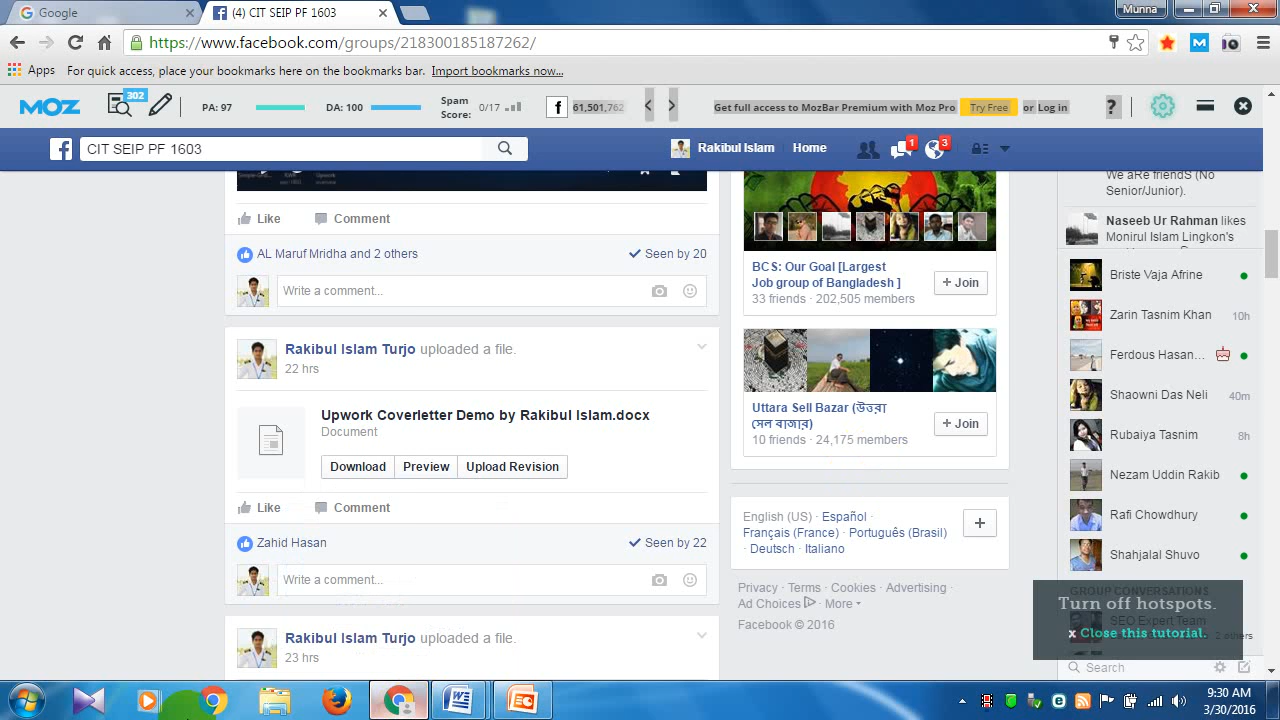 Google
(4) CIT SEIP PF 1603
Munna
https://www.facebook.com/groups/218300185187262/
Apps
For quick access, place your bookmarks here on the bookmarks bar. Import bookmarks now...
MOZ
302
PA: 97
DA: 100
Spam Score:
0/17
61,501,762
Get full access to MozBar Premium with Moz Pro
Try Free
or Log in
?
CIT SEIP PF 1603
Rakibul Islam
Home
1
3
Like
Comment
AL Maruf Mridha and 2 others
Seen by 20
Write a comment...
Rakibul Islam Turjo uploaded a file.
22 hrs
Upwork Coverletter Demo by Rakibul Islam.docx
Document
Download
Preview
Upload Revision
Like
Comment
Zahid Hasan
Seen by 22
Write a comment...
Rakibul Islam Turjo uploaded a file.
23 hrs
BCS: Our Goal [Largest
Job group of Bangladesh ]
33 friends · 202,505 members
+ Join
Uttara Sell Bazar (উত্তরা
সেল বাজার)
10 friends · 24,175 members
+ Join
English (US) · Español ·
Français (France) · Português (Brasil)
· Deutsch · Italiano
Privacy · Terms · Cookies · Advertising ·
Ad Choices · More
Facebook © 2016
We aRe friendS (No
Senior/Junior).
Naseeb Ur Rahman likes
Monirul Islam Lingkon's
Briste Vaja Afrine
Zarin Tasnim Khan
10h
Ferdous Hasan...
Shaowni Das Neli
40m
Rubaiya Tasnim
8h
Nezam Uddin Rakib
Rafi Chowdhury
Shahjalal Shuvo
GROUP CONVERSATIONS
Turn off hotspots.
SEO Expert Team
x Close this tutorial.
2 others
Search
9:30 AM
3/30/2016